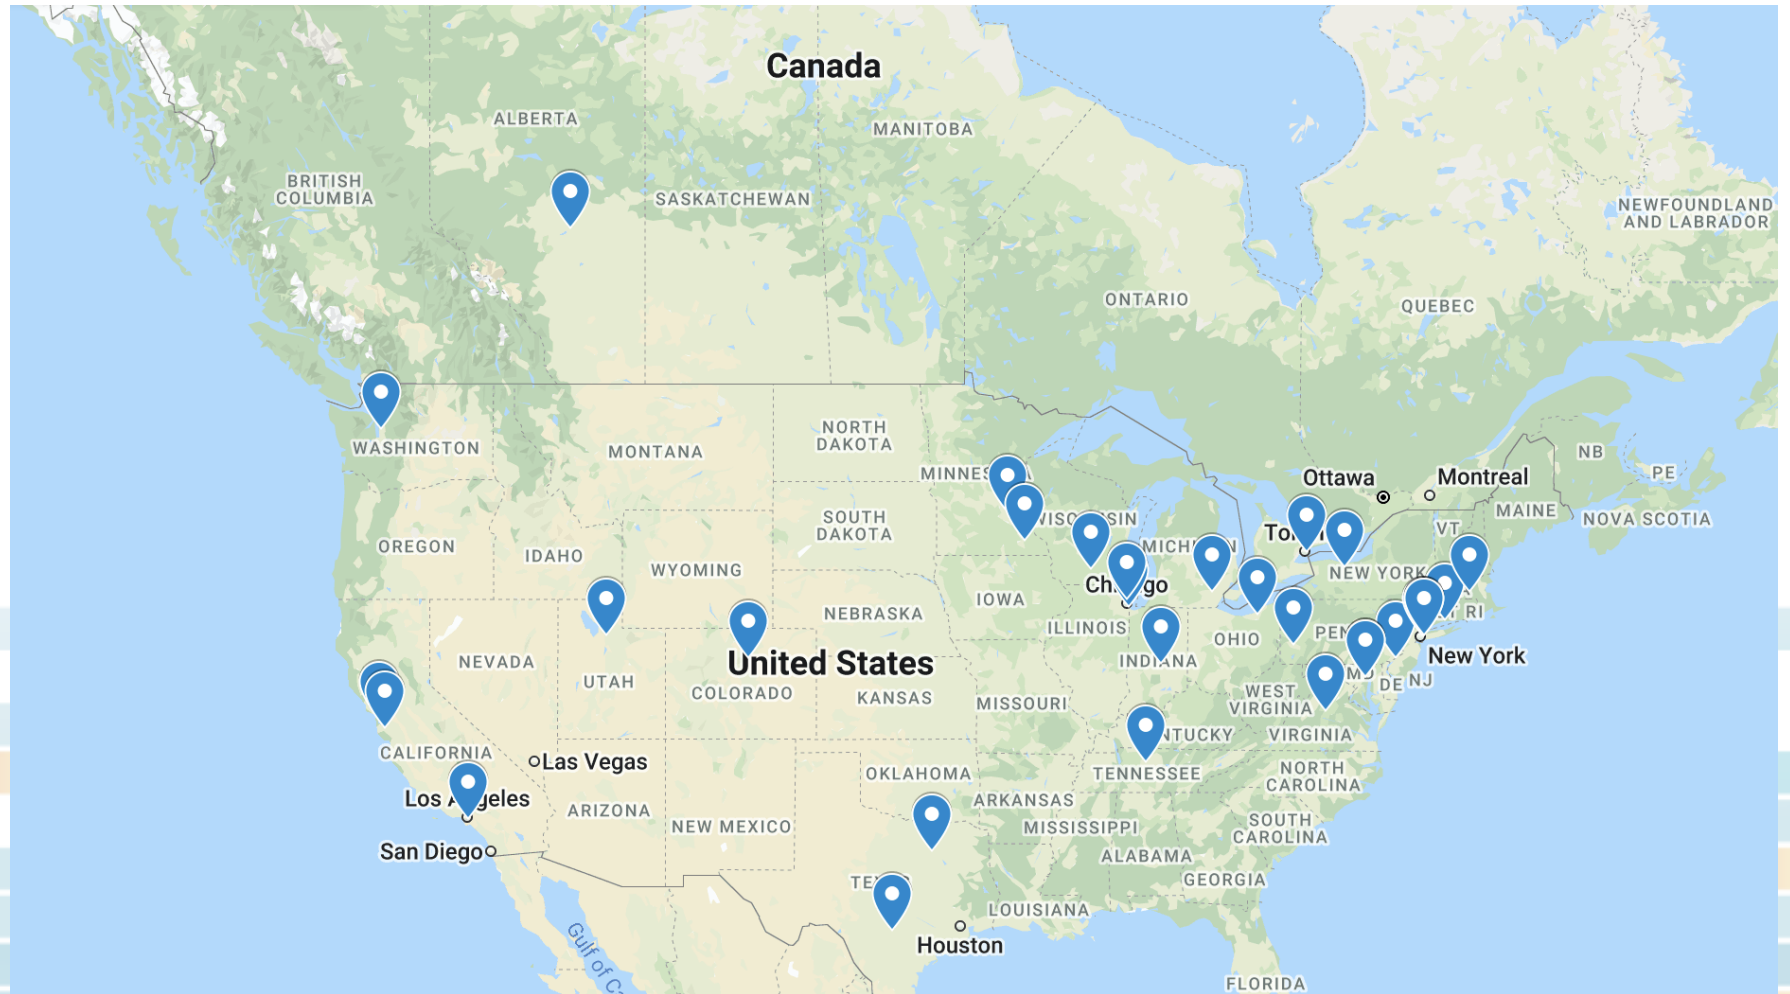 Canada
ALBERTA
MANITOBA
BRITISH
COLUMBIA
SASKATCHEWAN
NEWFOUNDLAND
AND LABRADOR
ONTARIO
QUEBEC
WASHINGTON
MONTANA
NORTH
DAKOTA
Ottawa
Montreal
NB
PE
MAINE
NOVA SCOTIA
VT
OREGON
IDAHO
WYOMING
SOUTH
DAKOTA
NEW YORK
IOWA
NEBRASKA
ILLINOIS
OHIO
RI
NEVADA
UTAH
United States
COLORADO
KANSAS
MISSOURI
INDIANA
WEST
VIRGINIA
DE
NJ
New York
VIRGINIA
CALIFORNIA
Las Vegas
OKLAHOMA
TENNESSEE
NORTH
CAROLINA
ARIZONA
NEW MEXICO
ARKANSAS
MISSISSIPPI
SOUTH
CAROLINA
San Diego
ALABAMA
GEORGIA
LOUISIANA
Houston
Gulf of
FLORIDA